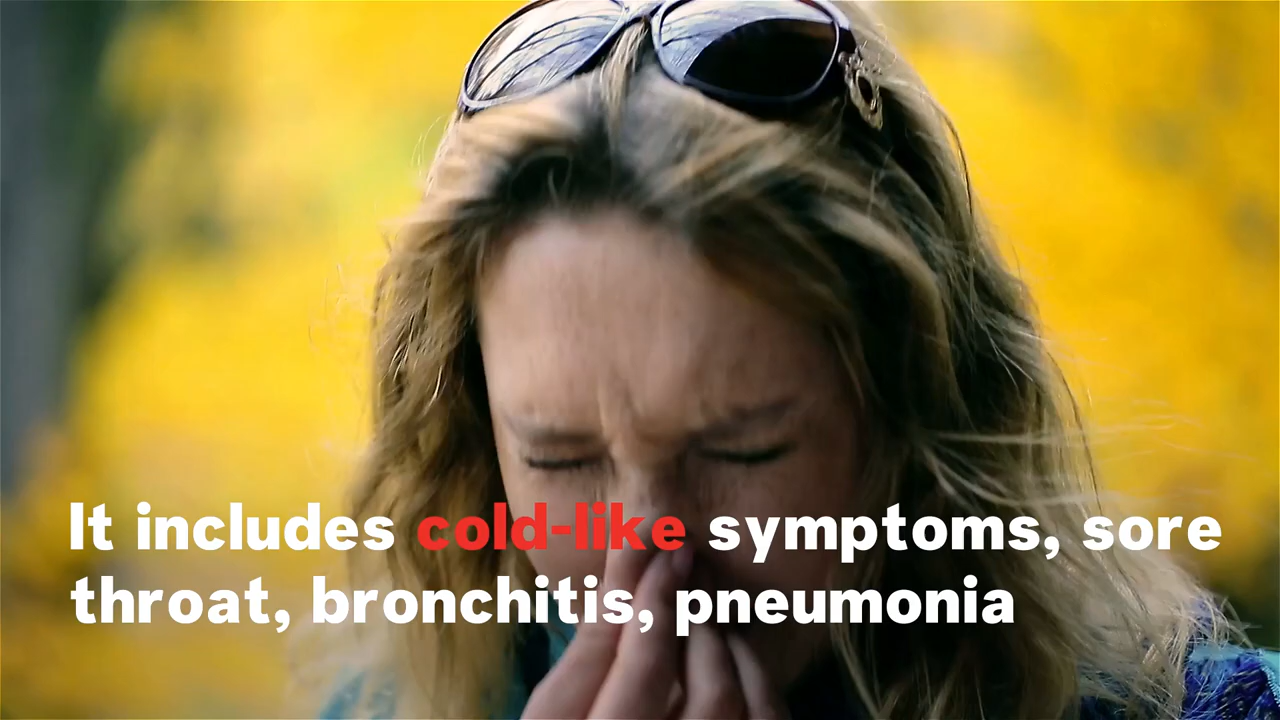 It includes cold-like symptoms, sore
throat, bronchitis, pneumonia